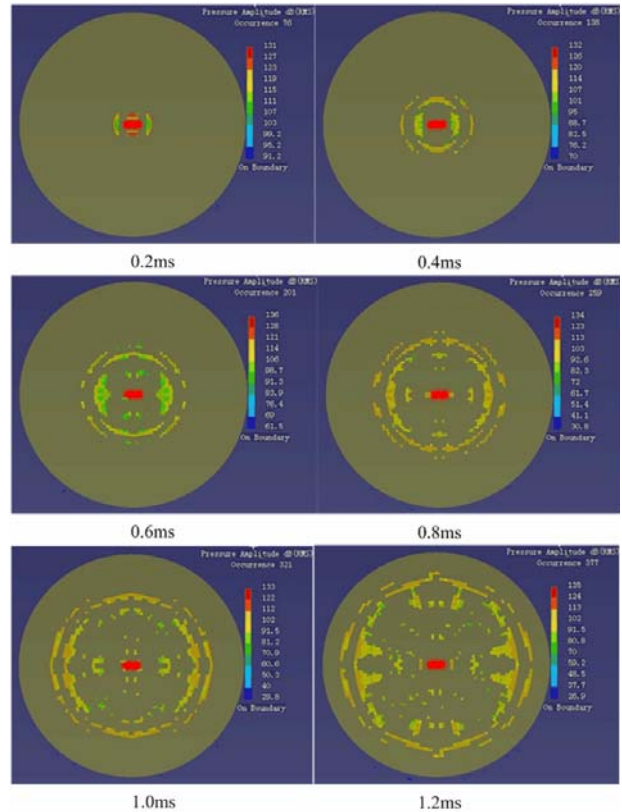 Pressure Amplitude dB(RMS)
Occurrence 76
131
127
123
119
115
111
107
103
99.2
95.2
91.2
On Boundary
0.2ms
Pressure Amplitude dB(RMS)
Occurrence 138
132
126
120
114
107
101
95
88.7
82.5
76.2
70
On Boundary
0.4ms
Pressure Amplitude dB(RMS)
Occurrence 201
136
128
121
114
106
98.7
91.3
83.9
76.4
69
61.5
On Boundary
0.6ms
Pressure Amplitude dB(RMS)
Occurrence 259
134
123
113
103
92.6
82.3
72
61.7
51.4
41.1
30.8
On Boundary
0.8ms
Pressure Amplitude dB(RMS)
Occurrence 321
133
122
112
102
91.5
81.2
70.9
60.6
50.3
40
29.8
On Boundary
1.0ms
Pressure Amplitude dB(RMS)
Occurrence 377
135
124
113
102
91.5
80.8
70
59.2
48.5
37.7
26.9
On Boundary
1.2ms